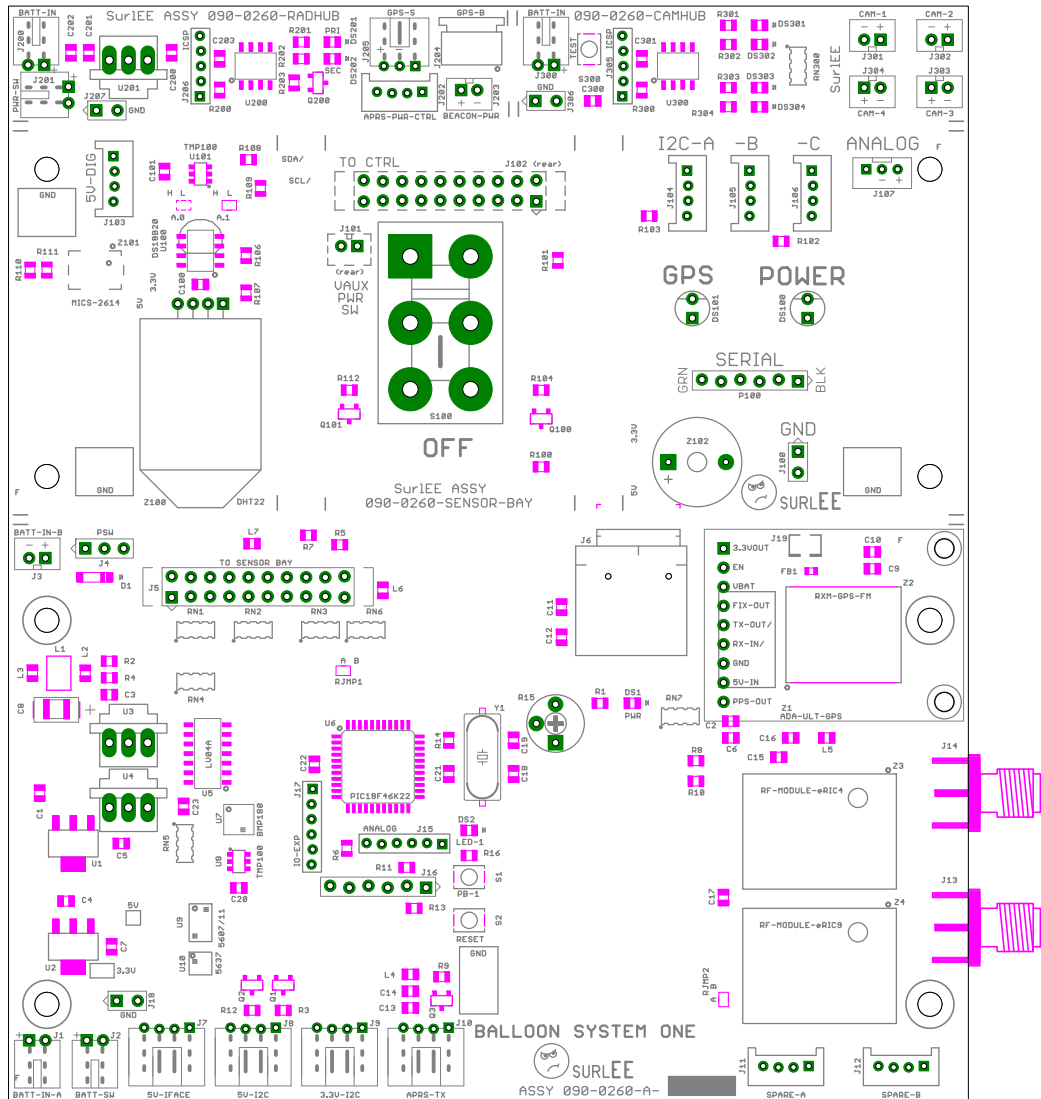 BATT-IN
SurlEE ASSY 090-0260-RADHUB
GPS-S
GPS-B
BATT-IN
090-0260-CAMHUB
CAM-1
CAM-2
J200
C202
C201
U201
C200
ICSP
C203
J206
R200
U200
R201
R202
R203
PRI
SEC
DS201
DS202
Q200
J205
J204
J300
TEST
S300
C300
ICSP
J305
C301
R300
U300
R301
R302
R303
R304
DS301
DS302
DS303
DS304
RN300
SurlEE
J301
J302
J304
J303
CAM-4
CAM-3
PWR-SW
J201
J207
GND
J202
APRS-PWR-CTRL
J203
BEACON-PWR
GND
J306
GND
5V-DIG
J103
C101
TMP100
U101
R108
R109
SDA/
SCL/
H L
H L
A.0
A.1
TO CTRL
J102 (rear)
I2C-A
-B
-C
ANALOG
F
J104
J105
J106
J107
R103
R102
R111
R110
Z101
MICS-2614
DS18B20
U100
3.3V
5V
C100
R106
R107
J101
(rear)
VAUX
PWR
SW
R101
GPS
POWER
DS101
DS100
SERIAL
GRN
P100
BLK
R112
Q101
S100
OFF
R104
Q100
R100
3.3V
5V
Z102
GND
J108
SURLEE
GND
GND
F
Z100
DHT22
SurlEE ASSY
090-0260-SENSOR-BAY
BATT-IN-B
J3
PSW
J4
D1
L7
R7
R5
TO SENSOR BAY
J5
L6
RN1
RN2
RN3
RN6
J6
C11
C12
3.3VOUT
EN
VBAT
FIX-OUT
TX-OUT/
RX-IN/
GND
5V-IN
PPS-OUT
J19
FB1
C10
C9
F
Z2
RXM-GPS-FM
Z1
ADA-ULT-GPS
L1
L3
L2
R2
R4
C3
C8
RN4
A B
RJMP1
R15
R1
DS1
PWR
RN7
C2
C6
C16
C15
L5
U3
U4
LV04A
U5
U6
PIC18F46K22
C22
J17
IO-EXP
R14
C21
Y1
C19
C18
R8
R10
J14
Z3
RF-MODULE-eRIC4
C1
U1
C5
C23
RN5
U7
BMP180
U8
TMP100
C20
R6
ANALOG
J15
R11
J16
R13
DS2
LED-1
R16
S1
PB-1
S2
RESET
C17
J13
Z4
RF-MODULE-eRIC9
C4
U2
C7
5V
3.3V
U9
5607/11
U10
5637
GND
L4
C14
C13
R9
Q3
RJMP2
A B
J18
GND
Q2
Q1
R12
R3
J1
J2
J7
J8
J9
J10
BALLOON SYSTEM ONE
SURLEE
ASSY 090-0260-A-
J11
J12
F
BATT-IN-A
BATT-SW
5V-IFACE
5V-I2C
3.3V-I2C
APRS-TX
SPARE-A
SPARE-B